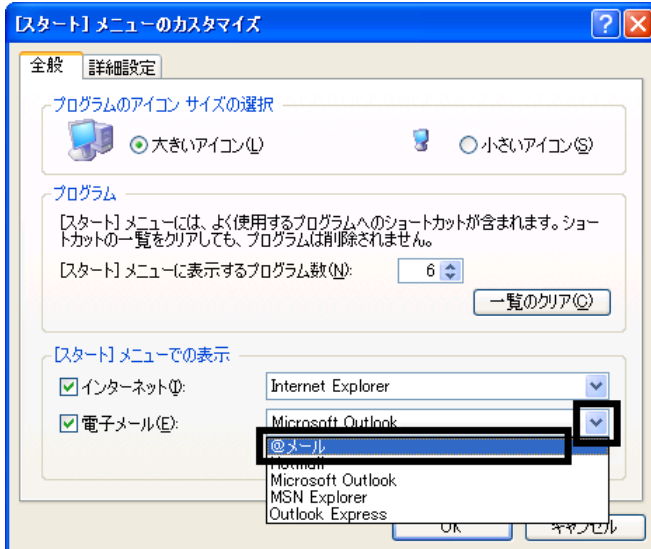 [スタート] メニューのカスタマイズ
全般
詳細設定
プログラムのアイコン サイズの選択
大きいアイコン(L)
小さいアイコン(S)
プログラム
[スタート] メニューには、よく使用するプログラムへのショートカットが含まれます。ショー
トカットの一覧をクリアしても、プログラムは削除されません。
[スタート] メニューに表示するプログラム数(N):
6
一覧のクリア(C)
[スタート] メニューでの表示
インターネット(I):
Internet Explorer
電子メール(E):
Microsoft Outlook
@メール
Hotmail
Microsoft Outlook
MSN Explorer
Outlook Express
OK
キャンセル